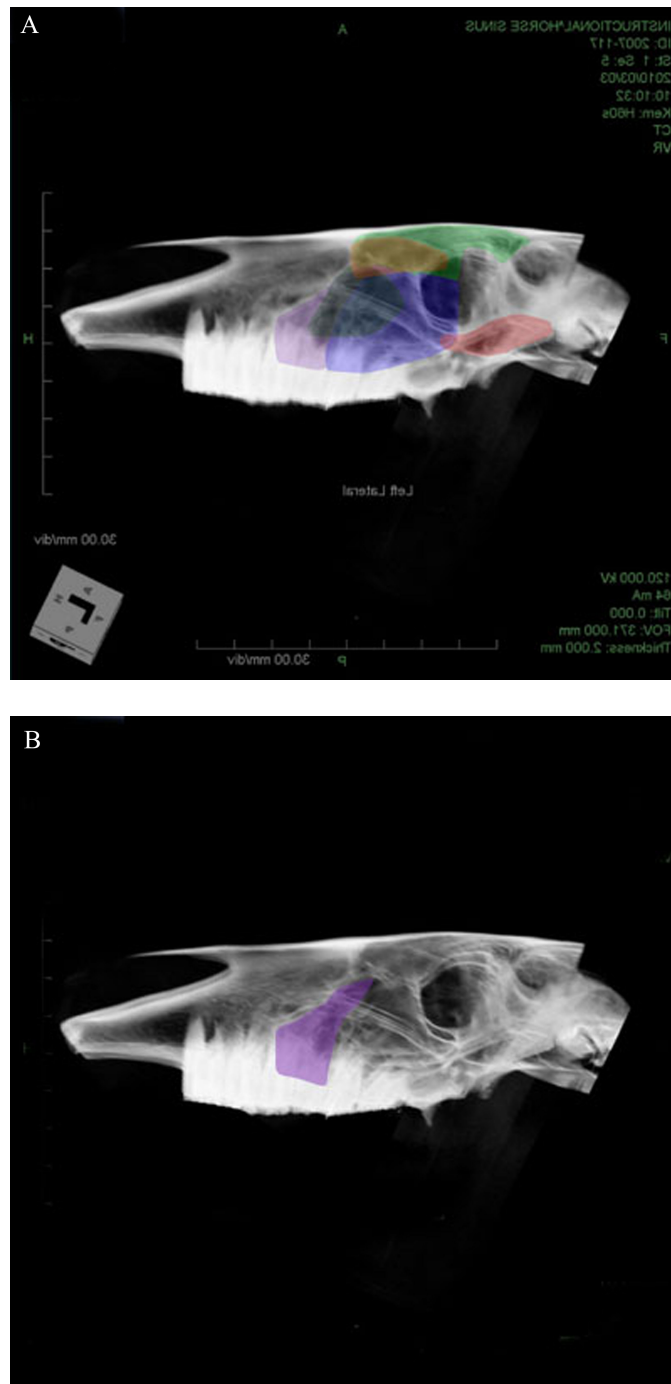 A
A
INSTRUCTIONAL^HORSE SINUS
ID: 2007-117
St: 1 Se: 5
2010/03/03
10:10:32
Kern: H60s
CT
VR
H
F
Left Lateral
30.00 mm/div
30.00 mm/div
P
120.000 kV
64 mA
Tilt: 0.000
FOV: 371.000 mm
Thickness: 2.000 mm
B